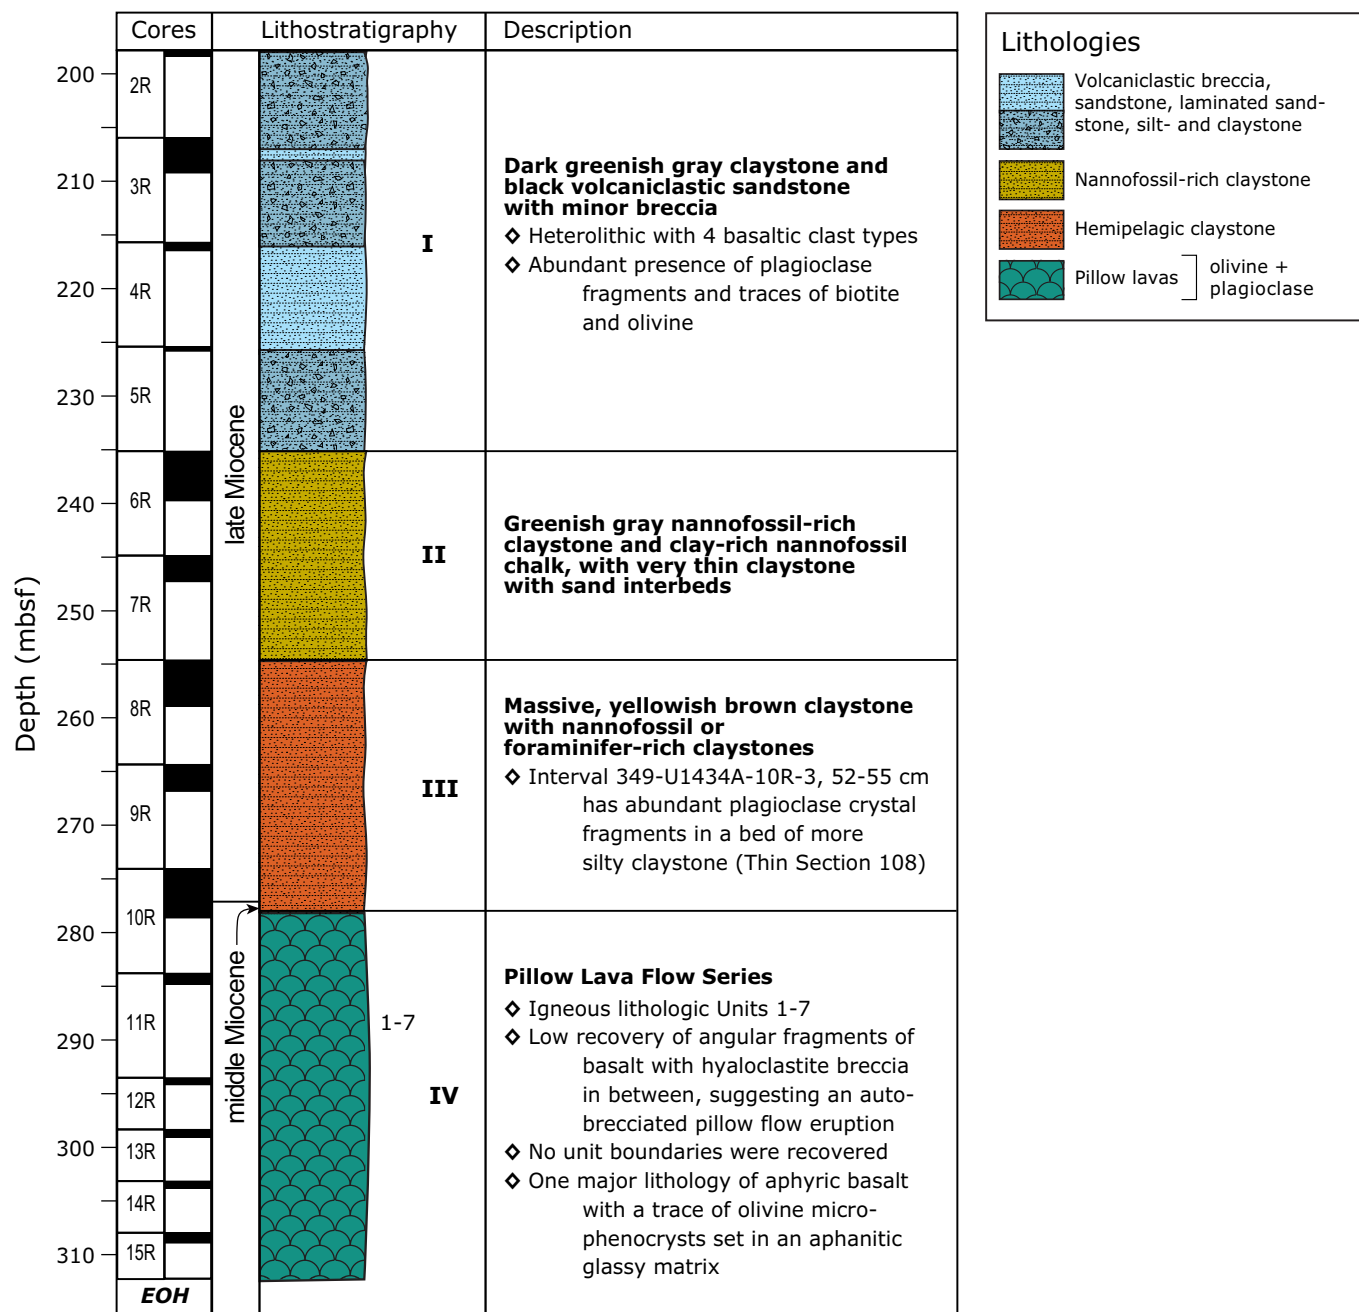 Cores
Lithostratigraphy
Description
Depth (mbsf)
200
210
220
230
240
250
260
270
280
290
300
310
2R
3R
4R
5R
6R
7R
8R
9R
10R
11R
12R
13R
14R
15R
EOH
late Miocene
middle Miocene
I
Dark greenish gray claystone and
black volcaniclastic sandstone
with minor breccia
Heterolithic with 4 basaltic clast types
Abundant presence of plagioclase
fragments and traces of biotite
and olivine
II
Greenish gray nannofossil-rich
claystone and clay-rich nannofossil
chalk, with very thin claystone
with sand interbeds
III
Massive, yellowish brown claystone
with nannofossil or
foraminifer-rich claystones
Interval 349-U1434A-10R-3, 52-55 cm
has abundant plagioclase crystal
fragments in a bed of more
silty claystone (Thin Section 108)
1-7
IV
Pillow Lava Flow Series
Igneous lithologic Units 1-7
Low recovery of angular fragments of
basalt with hyaloclastite breccia
in between, suggesting an auto-
brecciated pillow flow eruption
No unit boundaries were recovered
One major lithology of aphyric basalt
with a trace of olivine micro-
phenocrysts set in an aphanitic
glassy matrix
Lithologies
Volcaniclastic breccia,
sandstone, laminated sand-
stone, silt- and claystone
Nannofossil-rich claystone
Hemipelagic claystone
Pillow lavas
olivine +
plagioclase